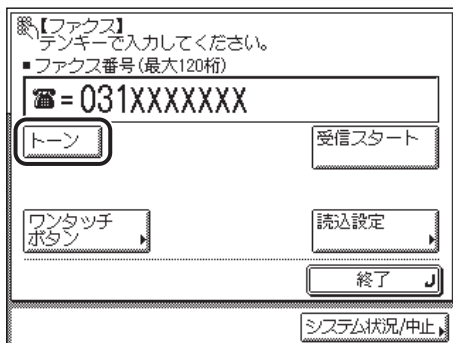 【ファクス】
テンキーで入力してください。
■ファクス番号(最大120桁)
☎=031XXXXXXX
トーン
受信スタート
ワンタッチ
ボタン
読込設定
終了
システム状況/中止